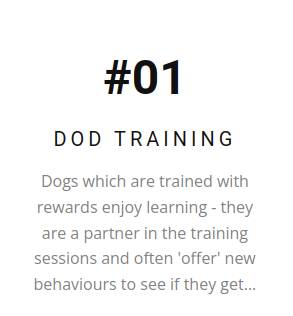 #01
DOD TRAINING
Dogs which are trained with
rewards enjoy learning - they
are a partner in the training
sessions and often 'offer' new
behaviours to see if they get...